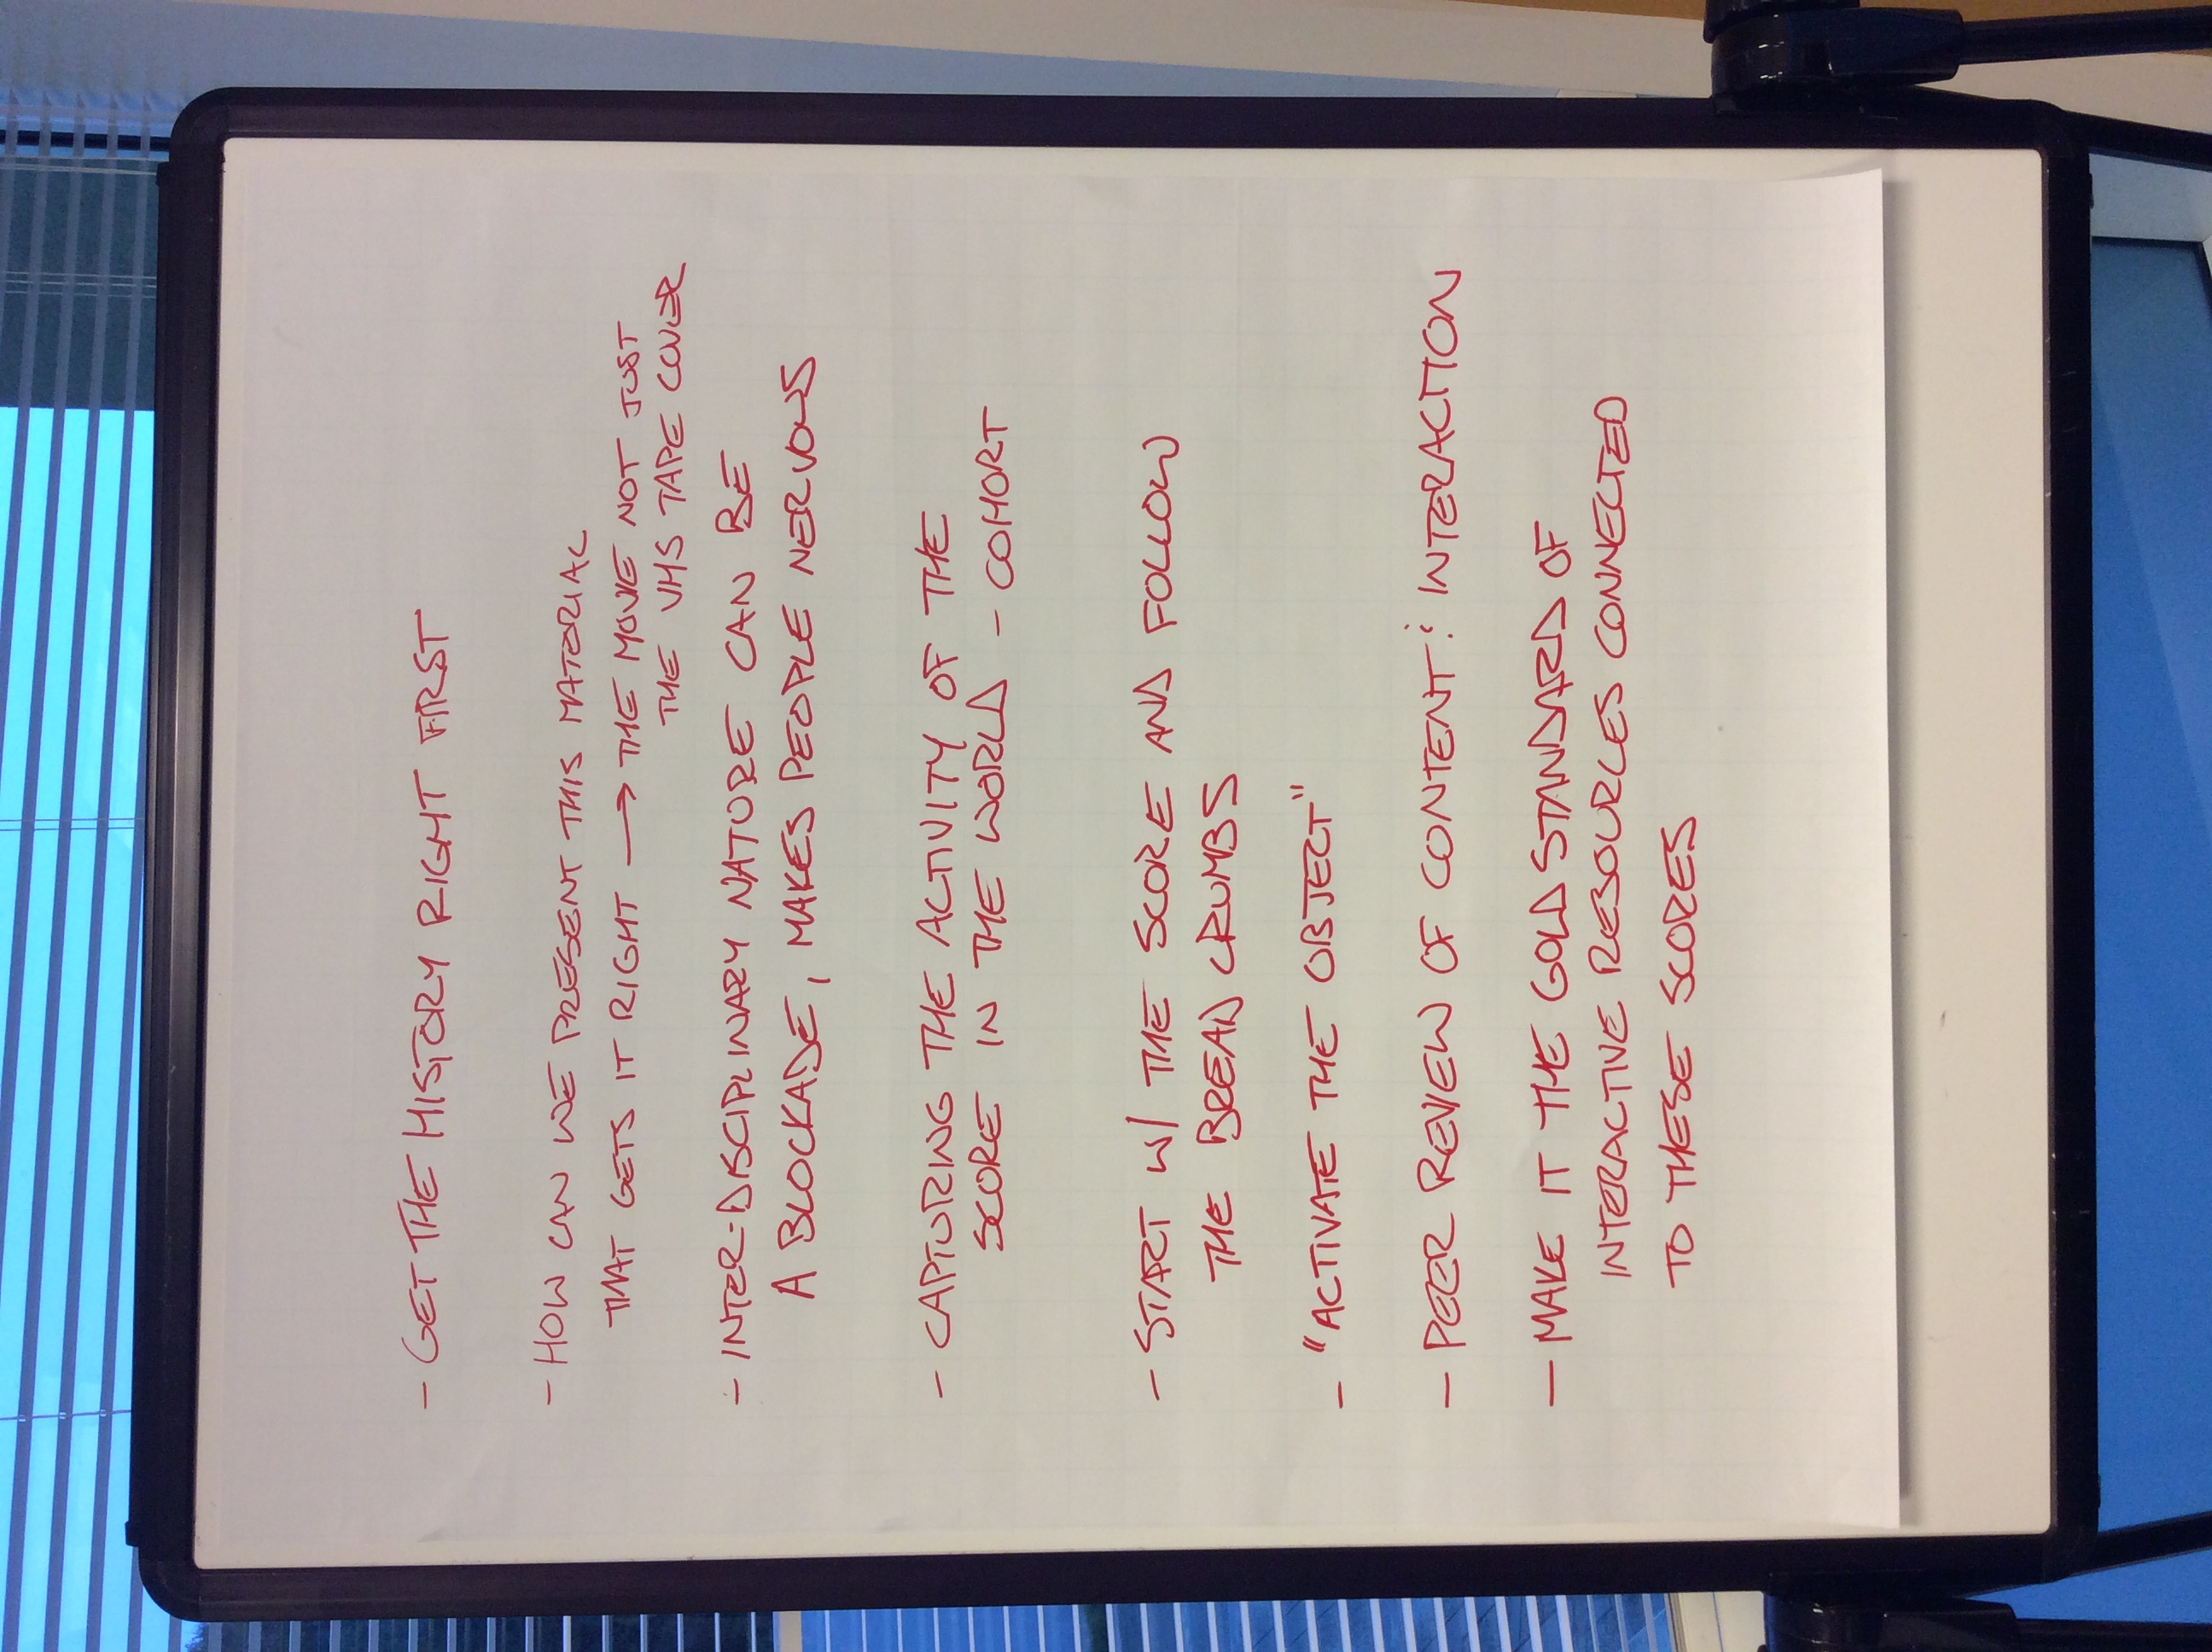 - GET THE HISTORY RIGHT FIRST
- HOW CAN WE PRESENT THIS MATERIAL
THAT GETS IT RIGHT → THE MOVIE NOT JUST
THE VHS TAPE COVER
- INTER-DISCIPLINARY NATURE CAN BE
A BLOCKADE, MAKES PEOPLE NERVOUS
- CAPTURING THE ACTIVITY OF THE
SCORE IN THE WORLD - COHORT
- START W/ THE SCORE AND FOLLOW
THE BREAD CRUMBS
- "ACTIVATE THE OBJECT"
- PEER REVIEW OF CONTENT & INTERACTION
- MAKE IT THE GOLD STANDARD OF
INTERACTIVE RESOURCES CONNECTED
TO THESE SCORES